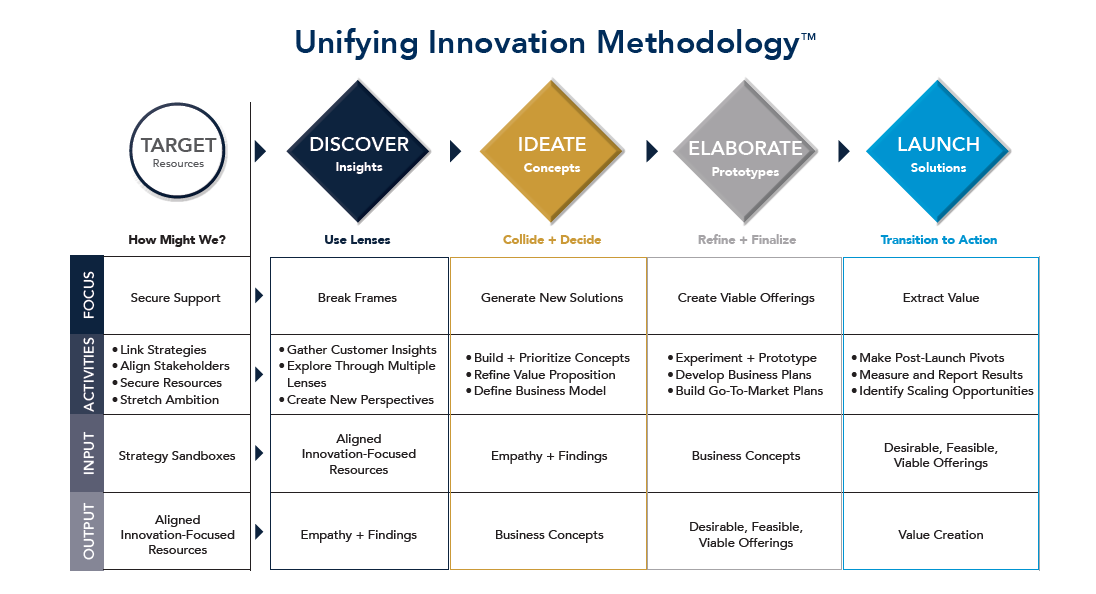 Unifying Innovation Methodology™
TARGET
Resources
DISCOVER
Insights
IDEATE
Concepts
ELABORATE
Prototypes
LAUNCH
Solutions
How Might We?
Use Lenses
Collide + Decide
Refine + Finalize
Transition to Action
FOCUS
Secure Support
Break Frames
Generate New Solutions
Create Viable Offerings
Extract Value
ACTIVITIES
• Link Strategies
• Align Stakeholders
• Secure Resources
• Stretch Ambition
• Gather Customer Insights
• Explore Through Multiple
Lenses
• Create New Perspectives
• Build + Prioritize Concepts
• Refine Value Proposition
• Define Business Model
• Experiment + Prototype
• Develop Business Plans
• Build Go-To-Market Plans
• Make Post-Launch Pivots
• Measure and Report Results
• Identify Scaling Opportunities
INPUT
Strategy Sandboxes
Aligned
Innovation-Focused
Resources
Empathy + Findings
Business Concepts
Desirable, Feasible,
Viable Offerings
OUTPUT
Aligned
Innovation-Focused
Resources
Empathy + Findings
Business Concepts
Desirable, Feasible,
Viable Offerings
Value Creation